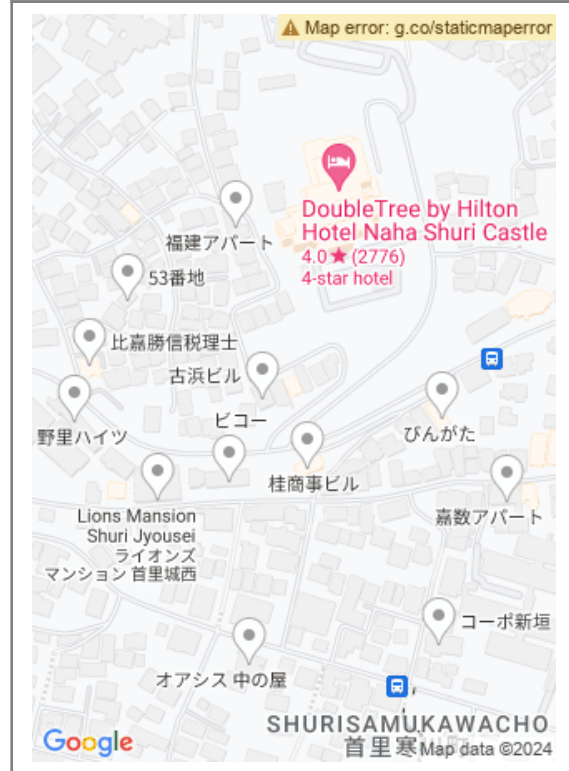 Map error: g.co/staticmaperror
DoubleTree by Hilton
Hotel Naha Shuri Castle
4.0★(2776)
4-star hotel
福建アパート
53番地
比嘉勝信税理士
古浜ビル
野里ハイツ
ビコー
びんがた
桂商事ビル
嘉数アパート
Lions Mansion
Shuri Jyousei
ライオンズ
マンション 首里城西
コーポ新垣
オアシス 中の屋
SHURISAMUKAWACHO
首里寒
Google
Map data ©2024